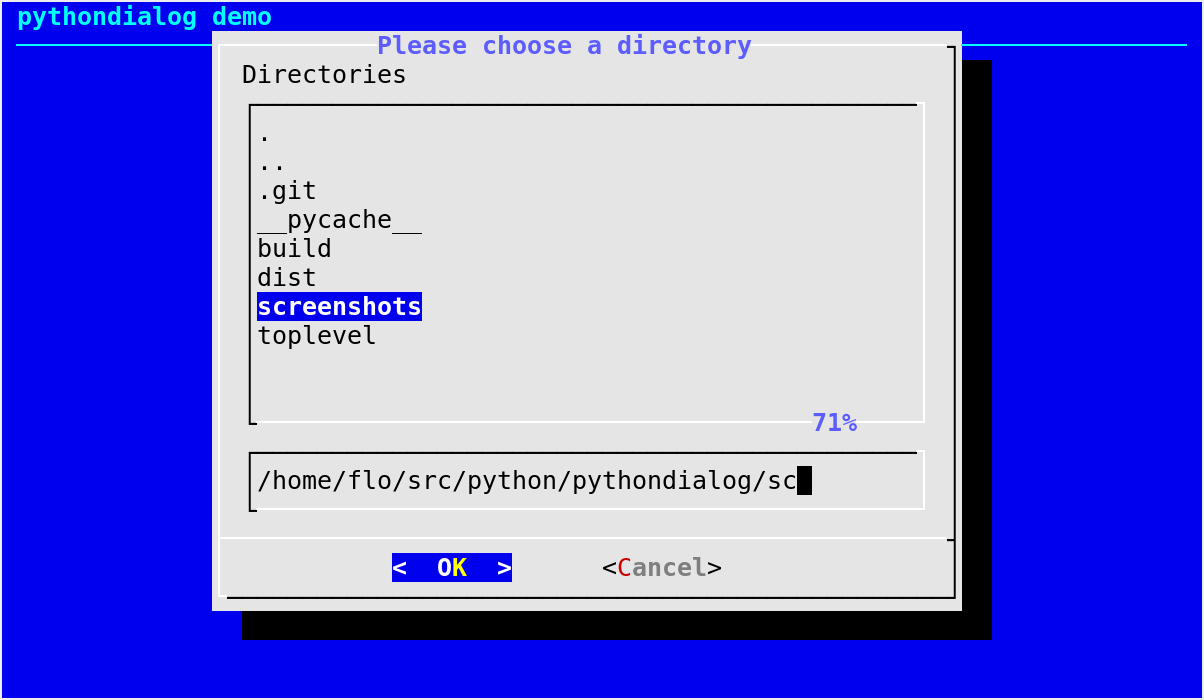 pythondialog demo
Please choose a directory
Directories
.
..
.git
__pycache__
build
dist
screenshots
toplevel
71%
/home/flo/src/python/pythondialog/sc
<  OK  > <Cancel>